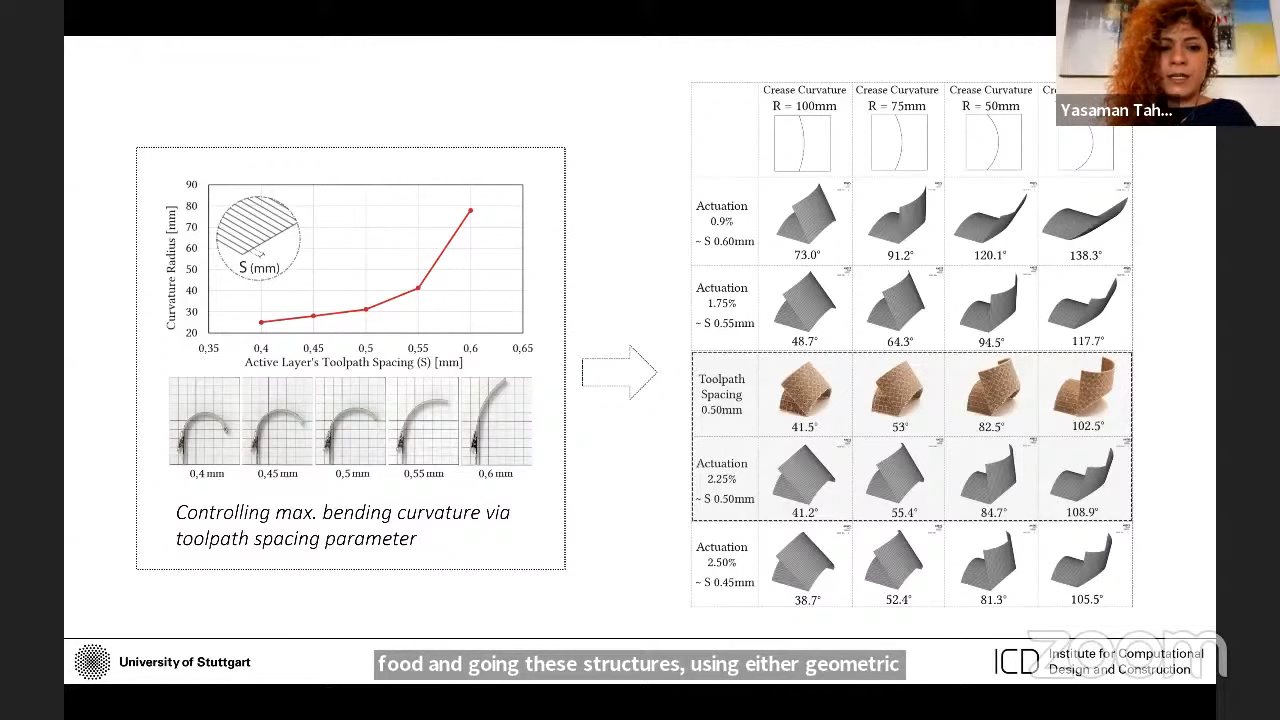 Yasaman Tah...
90
80
70
60
50
40
30
20
Curvature Radius [mm]
S (mm)
0,35
0,4
0,45
0,5
0,55
0,6
0,65
Active Layer's Toolpath Spacing (S) [mm]
0,4 mm
0,45 mm
0,5 mm
0,55 mm
0,6 mm
Controlling max. bending curvature via
toolpath spacing parameter
Crease Curvature
R = 100mm
Crease Curvature
R = 75mm
Crease Curvature
R = 50mm
Actuation
0.9%
~ S 0.60mm
73.0°
91.2°
120.1°
138.3°
Actuation
1.75%
~ S 0.55mm
48.7°
64.3°
94.5°
117.7°
Toolpath
Spacing
0.50mm
41.5°
53°
82.5°
102.5°
Actuation
2.25%
~ S 0.50mm
41.2°
55.4°
84.7°
108.9°
Actuation
2.50%
~ S 0.45mm
38.7°
52.4°
81.3°
105.5°
University of Stuttgart
food and going these structures, using either geometric
ICD
Institute for Computational
Design and Construction
zoom